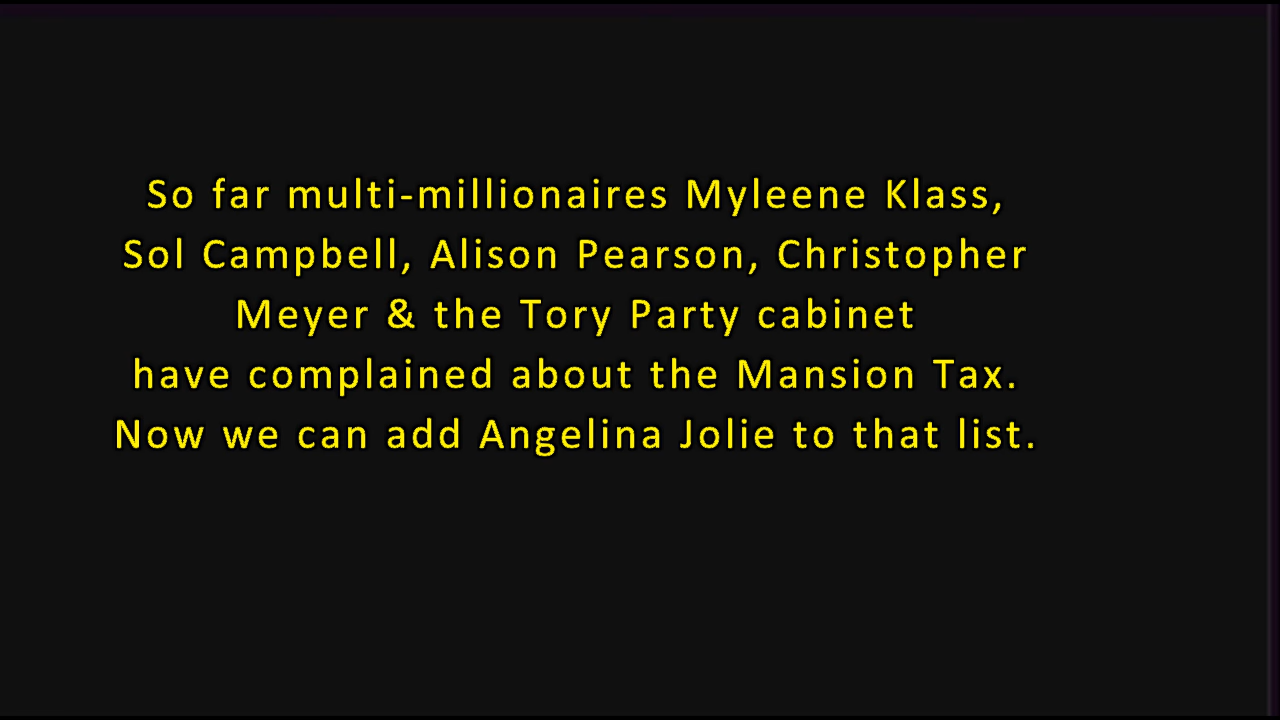 So far multi-millionaires Myleene Klass,
Sol Campbell, Alison Pearson, Christopher
Meyer & the Tory Party cabinet
have complained about the Mansion Tax.
Now we can add Angelina Jolie to that list.